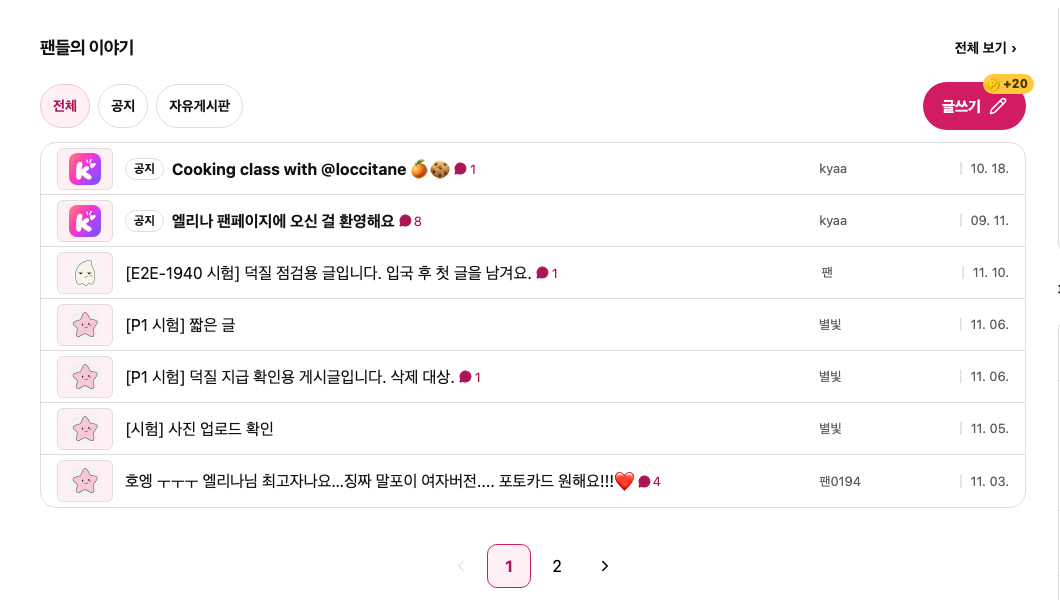 팬들의 이야기
전체 보기 ›
전체
공지
자유게시판
글쓰기
+20
공지 Cooking class with @loccitane 🍊🍪 1 kyaa 10. 18.
공지 엘리나 팬페이지에 오신 걸 환영해요 8 kyaa 09. 11.
[E2E-1940 시험] 덕질 점검용 글입니다. 입국 후 첫 글을 남겨요. 1 팬 11. 10.
[P1 시험] 짧은 글 별빛 11. 06.
[P1 시험] 덕질 지급 확인용 게시글입니다. 삭제 대상. 1 별빛 11. 06.
[시험] 사진 업로드 확인 별빛 11. 05.
호엥 ㅜㅜㅜ 엘리나님 최고자나요...징짜 말포이 여자버전.... 포토카드 원해요!!!❤️ 4 팬0194 11. 03.
‹ 1 2 ›